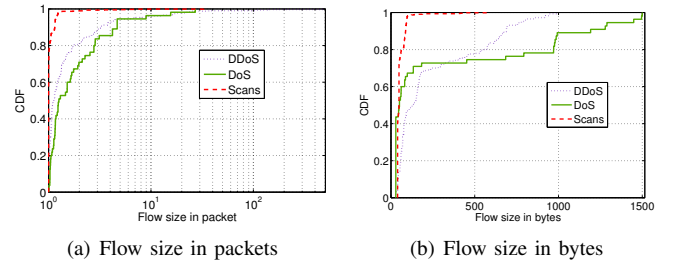 1
0.8
0.6
0.4
0.2
0
CDF
DDoS
DoS
Scans
10^0
10^1
10^2
Flow size in packet
(a) Flow size in packets
1
0.8
0.6
0.4
0.2
0
CDF
DDoS
DoS
Scans
0
500
1000
1500
Flow size in bytes
(b) Flow size in bytes